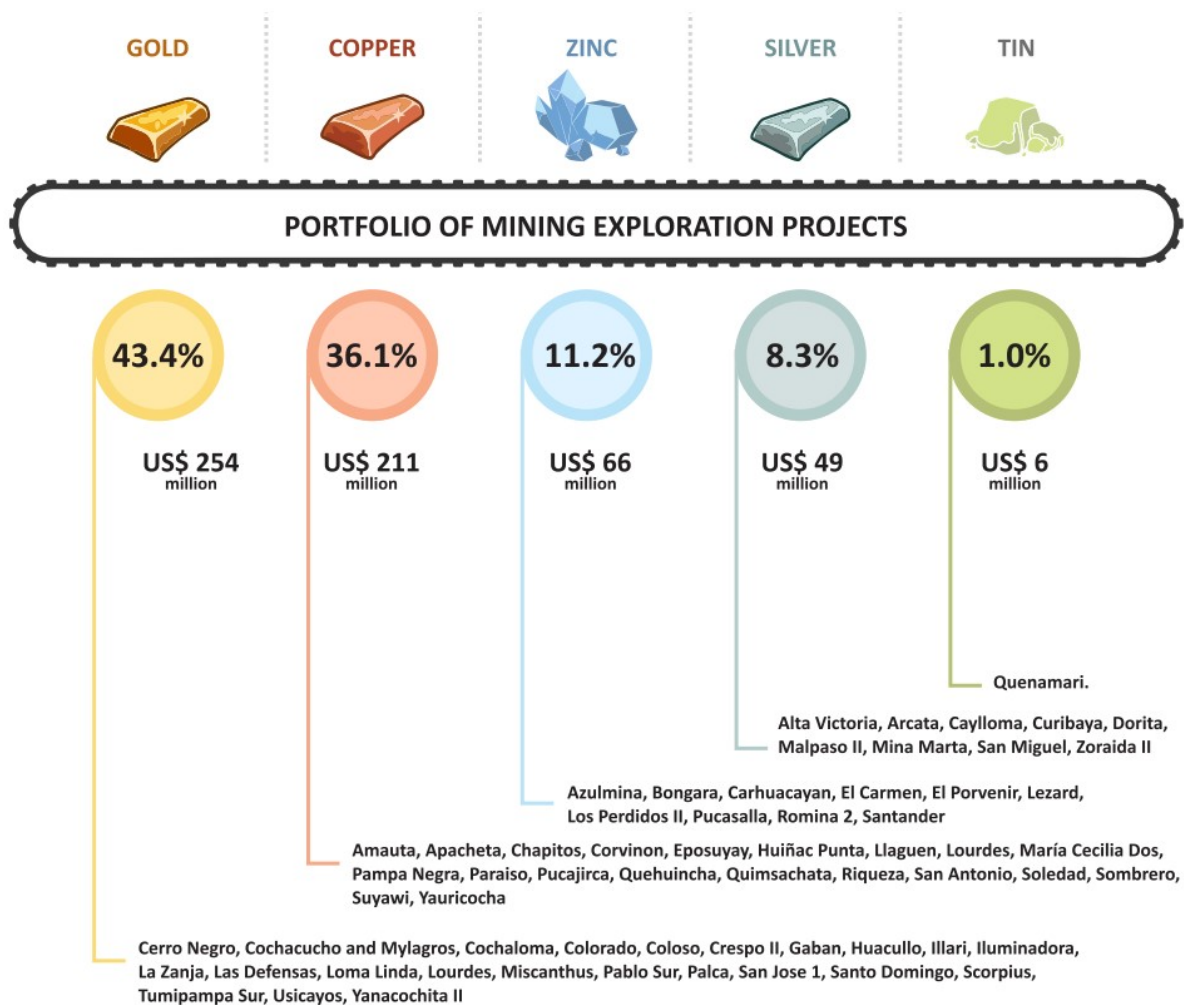 GOLD
COPPER
ZINC
SILVER
TIN
PORTFOLIO OF MINING EXPLORATION PROJECTS
43.4%
36.1%
11.2%
8.3%
1.0%
US$ 254
million
US$ 211
million
US$ 66
million
US$ 49
million
US$ 6
million
Quenamari.
Alta Victoria, Arcata, Caylloma, Curibaya, Dorita,
Malpaso II, Mina Marta, San Miguel, Zoraida II
Azulmina, Bongara, Carhuacayan, El Carmen, El Porvenir, Lezard,
Los Perdidos II, Pucasalla, Romina 2, Santander
Amauta, Apacheta, Chapitos, Corvinon, Eposuyay, Huiñac Punta, Llaguen, Lourdes, María Cecilia Dos,
Pampa Negra, Paraiso, Pucajirca, Quehuincha, Quimsachata, Riqueza, San Antonio, Soledad, Sombrero,
Suyawi, Yauricocha
Cerro Negro, Cochacucho and Mylagros, Cochaloma, Colorado, Coloso, Crespo II, Gaban, Huacullo, Illari, Iluminadora,
La Zanja, Las Defensas, Loma Linda, Lourdes, Miscanthus, Pablo Sur, Palca, San Jose 1, Santo Domingo, Scorpius,
Tumipampa Sur, Usicayos, Yanacochita II